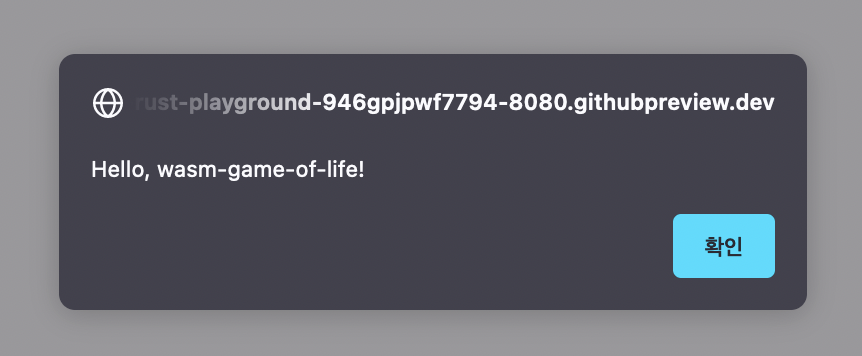 rust-playground-946gpjpwf7794-8080.githubpreview.dev
Hello, wasm-game-of-life!
확인